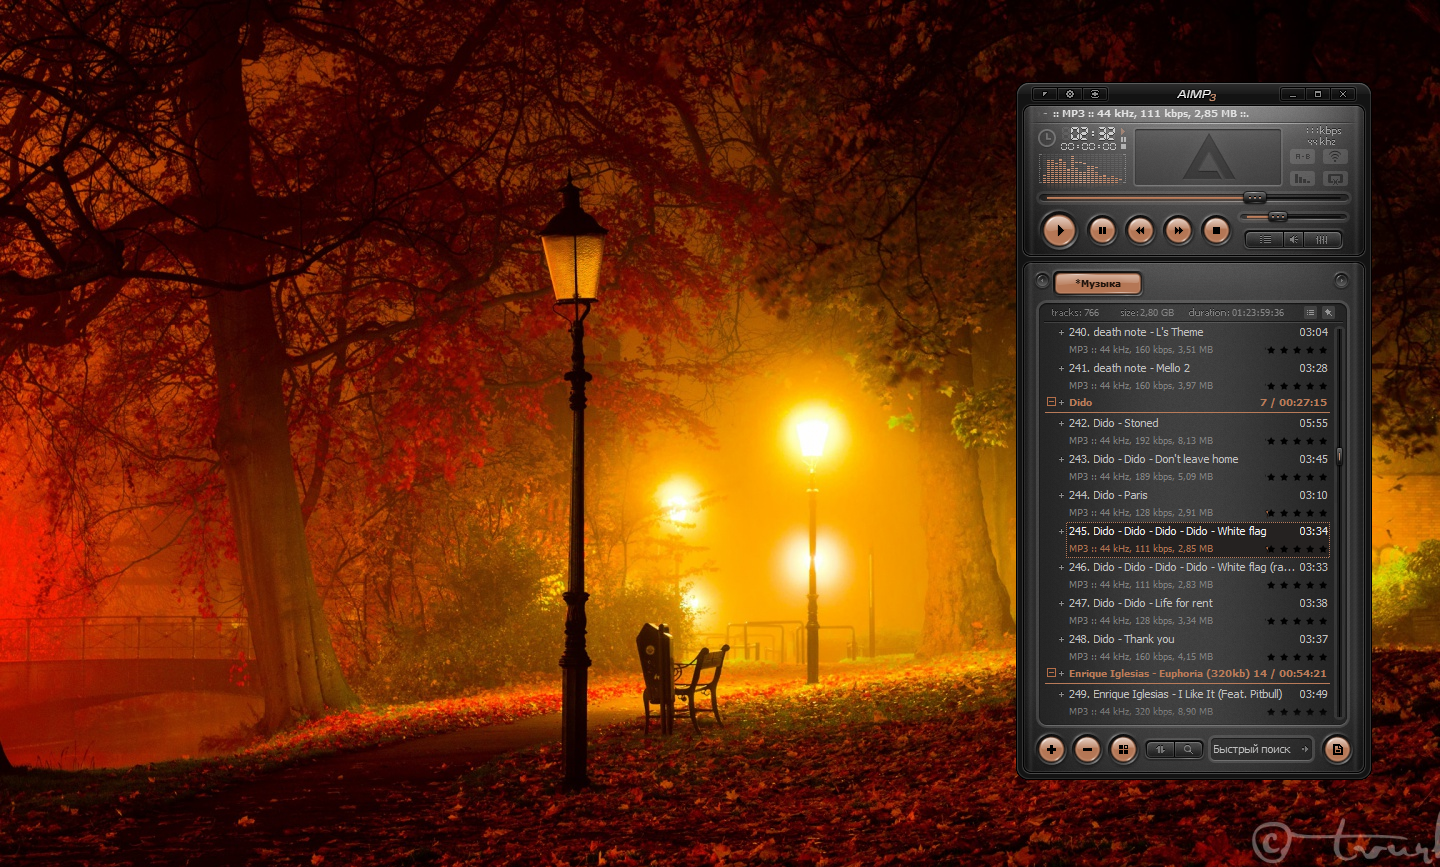 AIMP3
- :: MP3 :: 44 kHz, 111 kbps, 2,85 MB ::.
02:32
00:00:00
kbps
khz
A-B
*Музыка
tracks: 766 size: 2,80 GB duration: 01:23:59:36
+ 240. death note - L's Theme 03:04
MP3 :: 44 kHz, 160 kbps, 3,51 MB
+ 241. death note - Mello 2 03:28
MP3 :: 44 kHz, 160 kbps, 3,97 MB
+ Dido 7 / 00:27:15
+ 242. Dido - Stoned 05:55
MP3 :: 44 kHz, 192 kbps, 8,13 MB
+ 243. Dido - Dido - Don't leave home 03:45
MP3 :: 44 kHz, 189 kbps, 5,09 MB
+ 244. Dido - Paris 03:10
MP3 :: 44 kHz, 128 kbps, 2,91 MB
+ 245. Dido - Dido - Dido - Dido - White flag 03:34
MP3 :: 44 kHz, 111 kbps, 2,85 MB
+ 246. Dido - Dido - Dido - Dido - White flag (ra... 03:33
MP3 :: 44 kHz, 111 kbps, 2,83 MB
+ 247. Dido - Dido - Life for rent 03:38
MP3 :: 44 kHz, 128 kbps, 3,34 MB
+ 248. Dido - Thank you 03:37
MP3 :: 44 kHz, 160 kbps, 4,15 MB
+ Enrique Iglesias - Euphoria (320kb) 14 / 00:54:21
+ 249. Enrique Iglesias - I Like It (Feat. Pitbull) 03:49
MP3 :: 44 kHz, 320 kbps, 8,90 MB
Быстрый поиск
©